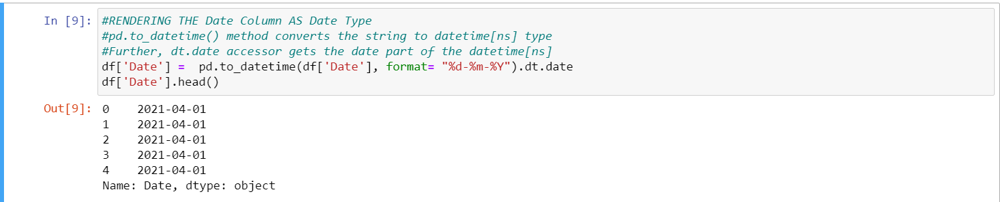 In [9]: #RENDERING THE Date Column AS Date Type
#pd.to_datetime() method converts the string to datetime[ns] type
#Further, dt.date accessor gets the date part of the datetime[ns]
df['Date'] =  pd.to_datetime(df['Date'], format= "%d-%m-%Y").dt.date
df['Date'].head()
Out[9]: 0    2021-04-01
1    2021-04-01
2    2021-04-01
3    2021-04-01
4    2021-04-01
Name: Date, dtype: object